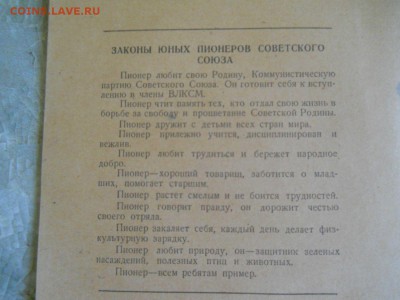 COINS.LAVE.RU
ЗАКОНЫ ЮНЫХ ПИОНЕРОВ СОВЕТСКОГО
СОЮЗА
Пионер любит свою Родину, Коммунистическую
партию Советского Союза. Он готовит себя к вступ-
лению в члены ВЛКСМ.
Пионер чтит память тех, кто отдал свою жизнь в
борьбе за свободу и процветание Советской Родины.
Пионер дружит с детьми всех стран мира.
Пионер прилежно учится, дисциплинирован и
вежлив.
Пионер любит трудиться и бережет народное
добро.
Пионер—хороший товарищ, заботится о млад-
ших, помогает старшим.
Пионер растет смелым и не боится трудностей.
Пионер говорит правду, он дорожит честью
своего отряда.
Пионер закаляет себя, каждый день делает физ-
культурную зарядку.
Пионер любит природу, он—защитник зеленых
насаждений, полезных птиц и животных.
Пионер—всем ребятам пример.